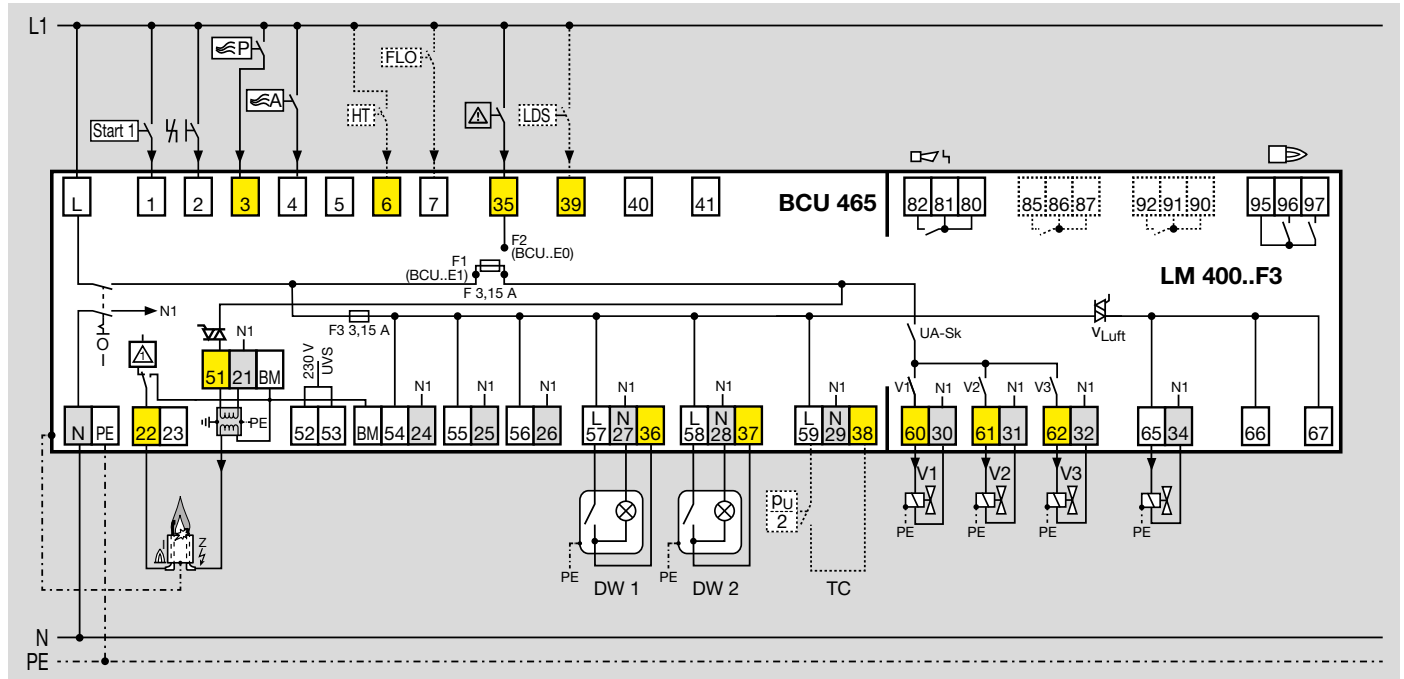 L1
P
FLO
A
HT
LDS
Start 1
L 1 2 3 4 5 6 7 35 39 40 41
BCU 465
82 81 80
85 86 87
92 91 90
95 96 97
LM 400..F3
F2
(BCU..E0)
F1
(BCU..E1)
F 3,15 A
N1
F3 3,15 A
UA-Sk
vLuft
O
I
1
N1
51 21 BM
PE
230 V
UVS
N1 N1 N1 N1 N1 N1 V1 N1 V2 N1 V3 N1 N1
N PE
22 23
52 53
BM 54 24
55 25
56 26
L N
57 27 36
L N
58 28 37
L N
59 29 38
60 30
61 31
62 32
65 34
66
67
V1 V2 V3
pU
2
I Z
PE PE PE PE PE PE
DW 1 DW 2 TC
N
PE